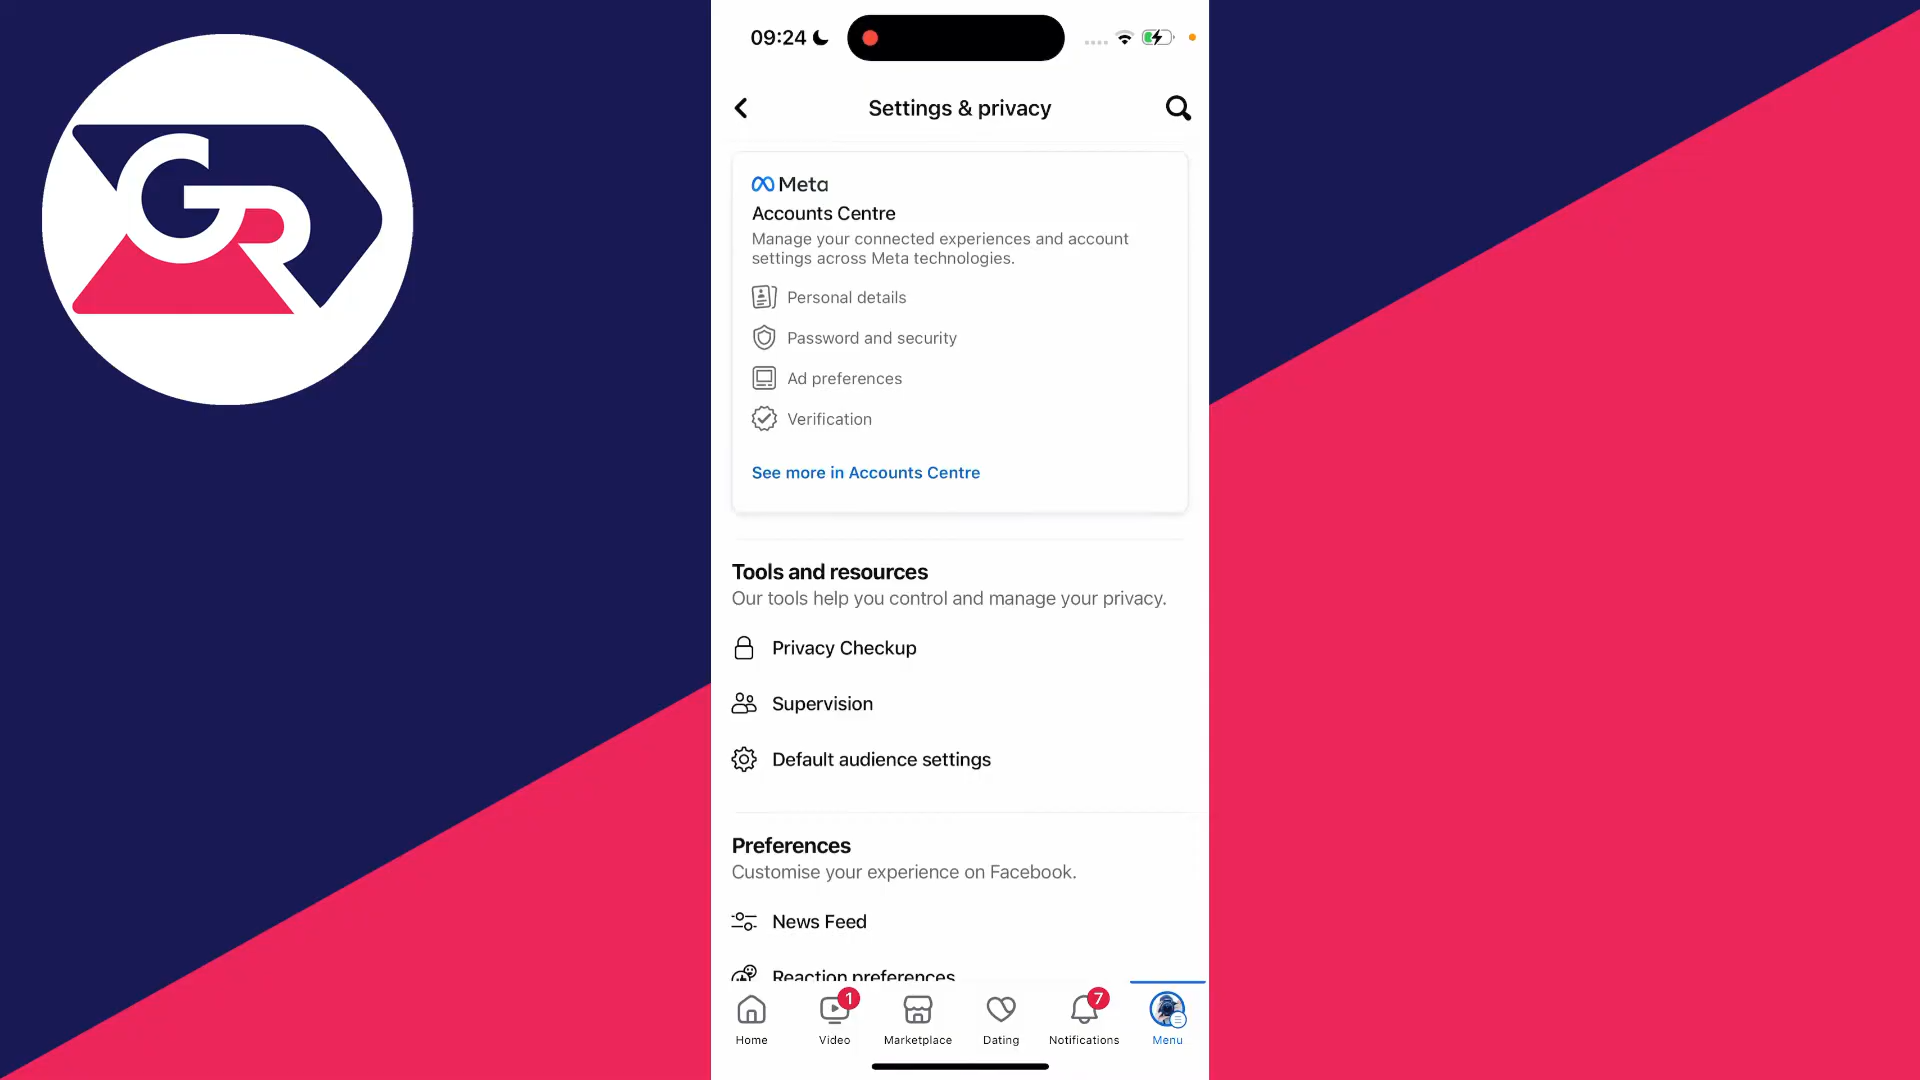 GR
09:24
Settings & privacy
Meta
Accounts Centre
Manage your connected experiences and account
settings across Meta technologies.
Personal details
Password and security
Ad preferences
Verification
See more in Accounts Centre
Tools and resources
Our tools help you control and manage your privacy.
Privacy Checkup
Supervision
Default audience settings
Preferences
Customise your experience on Facebook.
News Feed
Reaction preferences
1
7
Home
Video
Marketplace
Dating
Notifications
Menu